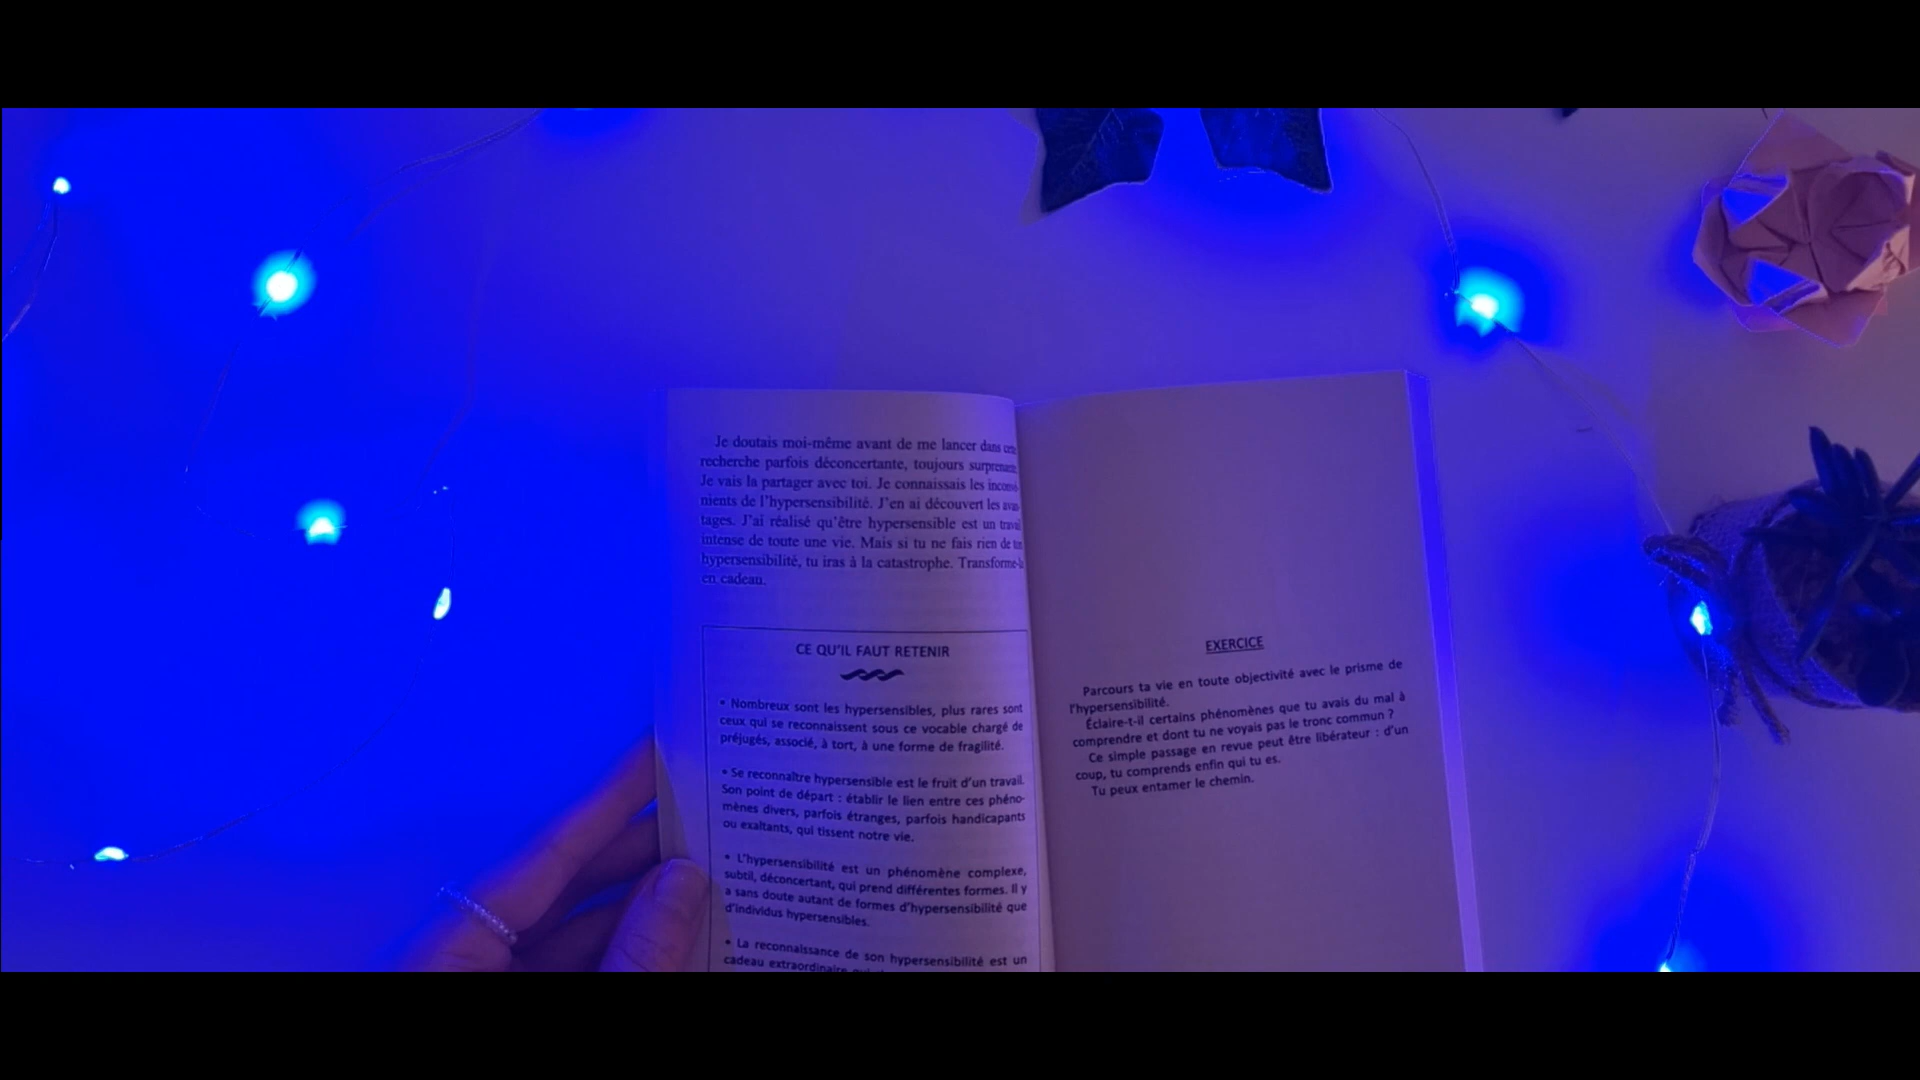 Je doutais moi-même avant de me lancer dans cette
recherche parfois déconcertante, toujours surprenante.
Je vais la partager avec toi. Je connaissais les inconvé-
nients de l'hypersensibilité. J'en ai découvert les avan-
tages. J'ai réalisé qu'être hypersensible est un travail
intense de toute une vie. Mais si tu ne fais rien de ton
hypersensibilité, tu iras à la catastrophe. Transforme-la
en cadeau.
CE QU'IL FAUT RETENIR
• Nombreux sont les hypersensibles, plus rares sont
ceux qui se reconnaissent sous ce vocable chargé de
préjugés, associé, à tort, à une forme de fragilité.
• Se reconnaître hypersensible est le fruit d'un travail.
Son point de départ : établir le lien entre ces phéno-
mènes divers, parfois étranges, parfois handicapants
ou exaltants, qui tissent notre vie.
• L'hypersensibilité est un phénomène complexe,
subtil, déconcertant, qui prend différentes formes. Il y
a sans doute autant de formes d'hypersensibilité que
d'individus hypersensibles.
• La reconnaissance de son hypersensibilité est un
cadeau extraordinaire
EXERCICE
Parcours ta vie en toute objectivité avec le prisme de
l'hypersensibilité.
Éclaire-t-il certains phénomènes que tu avais du mal à
comprendre et dont tu ne voyais pas le tronc commun ?
Ce simple passage en revue peut être libérateur : d'un
coup, tu comprends enfin qui tu es.
Tu peux entamer le chemin.